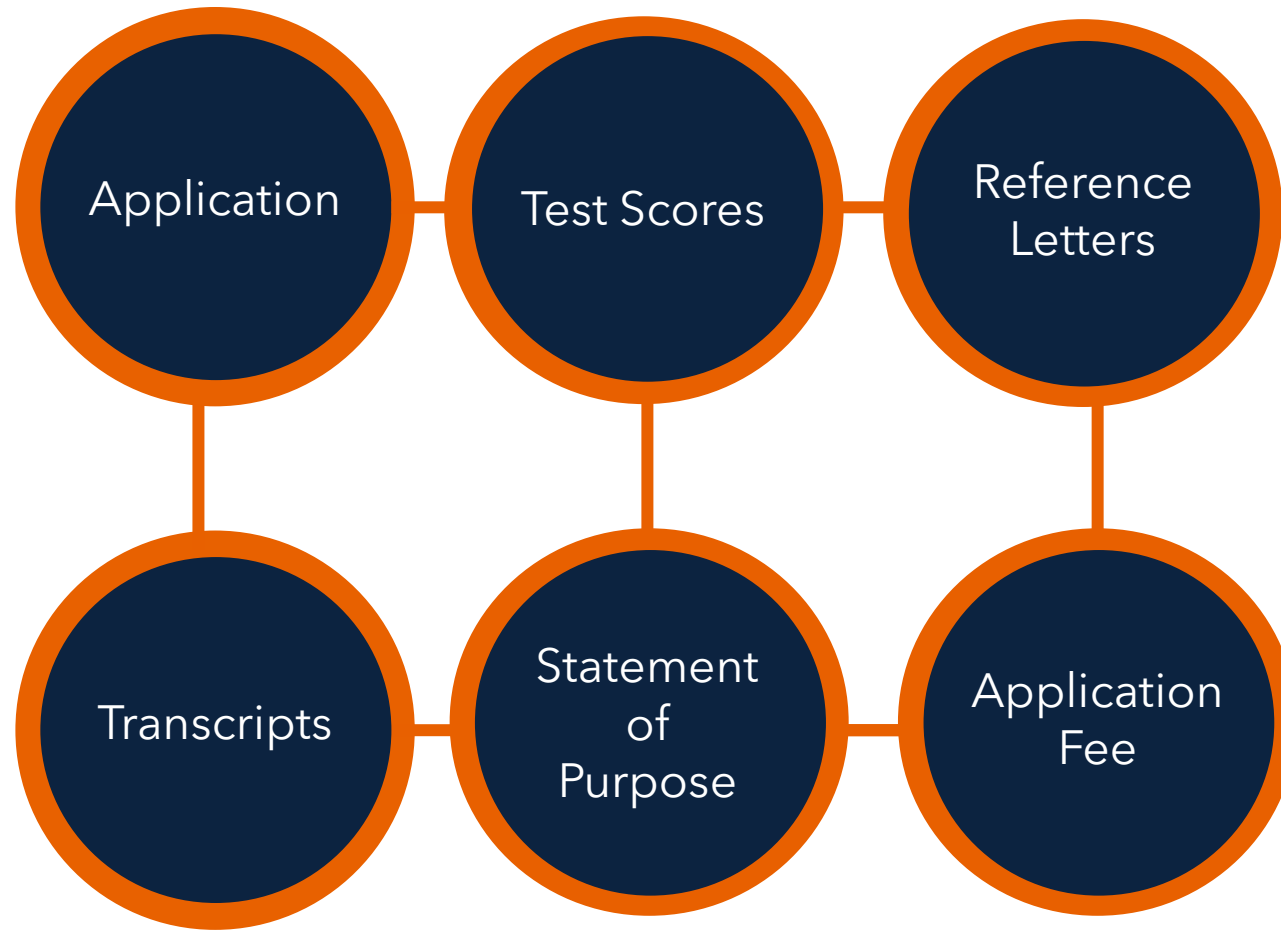 Application
Test Scores
Reference
Letters
Transcripts
Statement
of
Purpose
Application
Fee